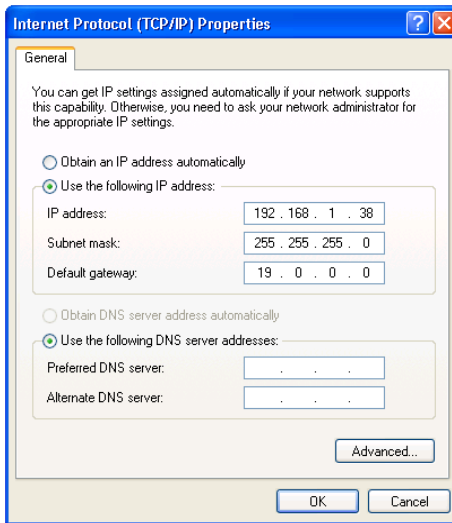 Internet Protocol (TCP/IP) Properties
General
You can get IP settings assigned automatically if your network supports
this capability. Otherwise, you need to ask your network administrator for
the appropriate IP settings.
Obtain an IP address automatically
Use the following IP address:
IP address: 192 . 168 . 1 . 38
Subnet mask: 255 . 255 . 255 . 0
Default gateway: 19 . 0 . 0 . 0
Obtain DNS server address automatically
Use the following DNS server addresses:
Preferred DNS server: . . .
Alternate DNS server: . . .
Advanced...
OK Cancel